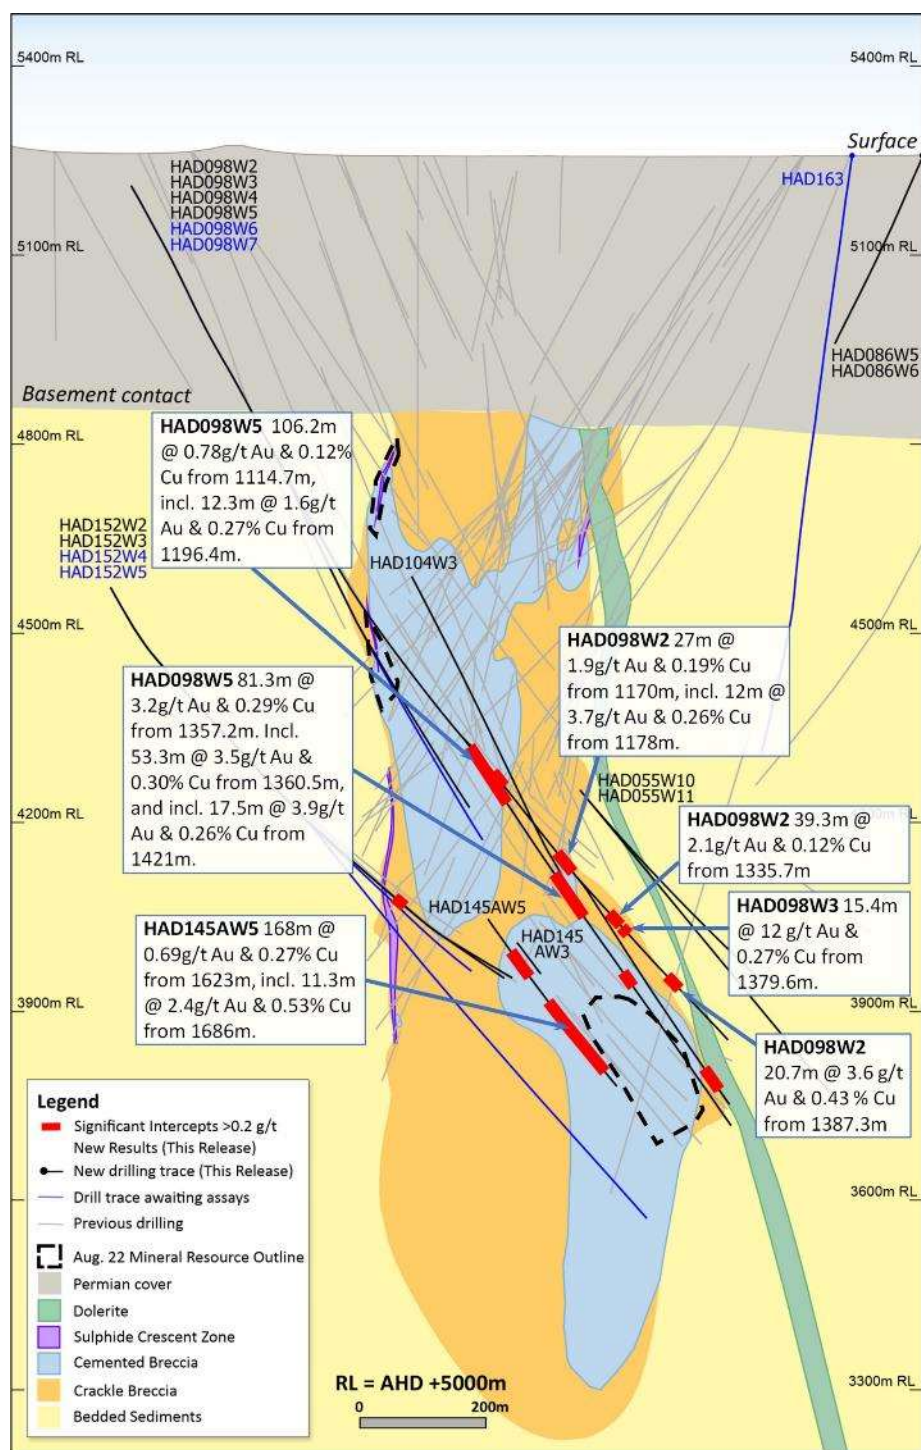 5400m RL
5400m RL
Surface
HAD098W2
HAD098W3
HAD098W4
HAD098W5
HAD098W6
HAD098W7
HAD163
5100m RL
5100m RL
HAD086W5
HAD086W6
Basement contact
4800m RL
4800m RL
HAD098W5 106.2m
@ 0.78g/t Au & 0.12%
Cu from 1114.7m,
incl. 12.3m @ 1.6g/t
Au & 0.27% Cu from
1196.4m.
HAD152W2
HAD152W3
HAD152W4
HAD152W5
HAD104W3
4500m RL
4500m RL
HAD098W2 27m @
1.9g/t Au & 0.19% Cu
from 1170m, incl. 12m @
3.7g/t Au & 0.26% Cu
from 1178m.
HAD098W5 81.3m @
3.2g/t Au & 0.29% Cu
from 1357.2m. Incl.
53.3m @ 3.5g/t Au &
0.30% Cu from 1360.5m,
and incl. 17.5m @ 3.9g/t
Au & 0.26% Cu from
1421m.
HAD055W10
HAD055W11
4200m RL
HAD098W2 39.3m @
2.1g/t Au & 0.12% Cu
from 1335.7m
HAD145AW5
HAD145
AW3
HAD098W3 15.4m
@ 12 g/t Au &
0.27% Cu from
1379.6m.
HAD145AW5 168m @
0.69g/t Au & 0.27% Cu
from 1623m, incl. 11.3m
@ 2.4g/t Au & 0.53% Cu
from 1686m.
3900m RL
3900m RL
HAD098W2
20.7m @ 3.6 g/t
Au & 0.43 % Cu
from 1387.3m
Legend
Significant Intercepts >0.2 g/t
New Results (This Release)
New drilling trace (This Release)
Drill trace awaiting assays
Previous drilling
Aug. 22 Mineral Resource Outline
Permian cover
Dolerite
Sulphide Crescent Zone
Cemented Breccia
Crackle Breccia
Bedded Sediments
3600m RL
RL = AHD +5000m
0 200m
3300m RL